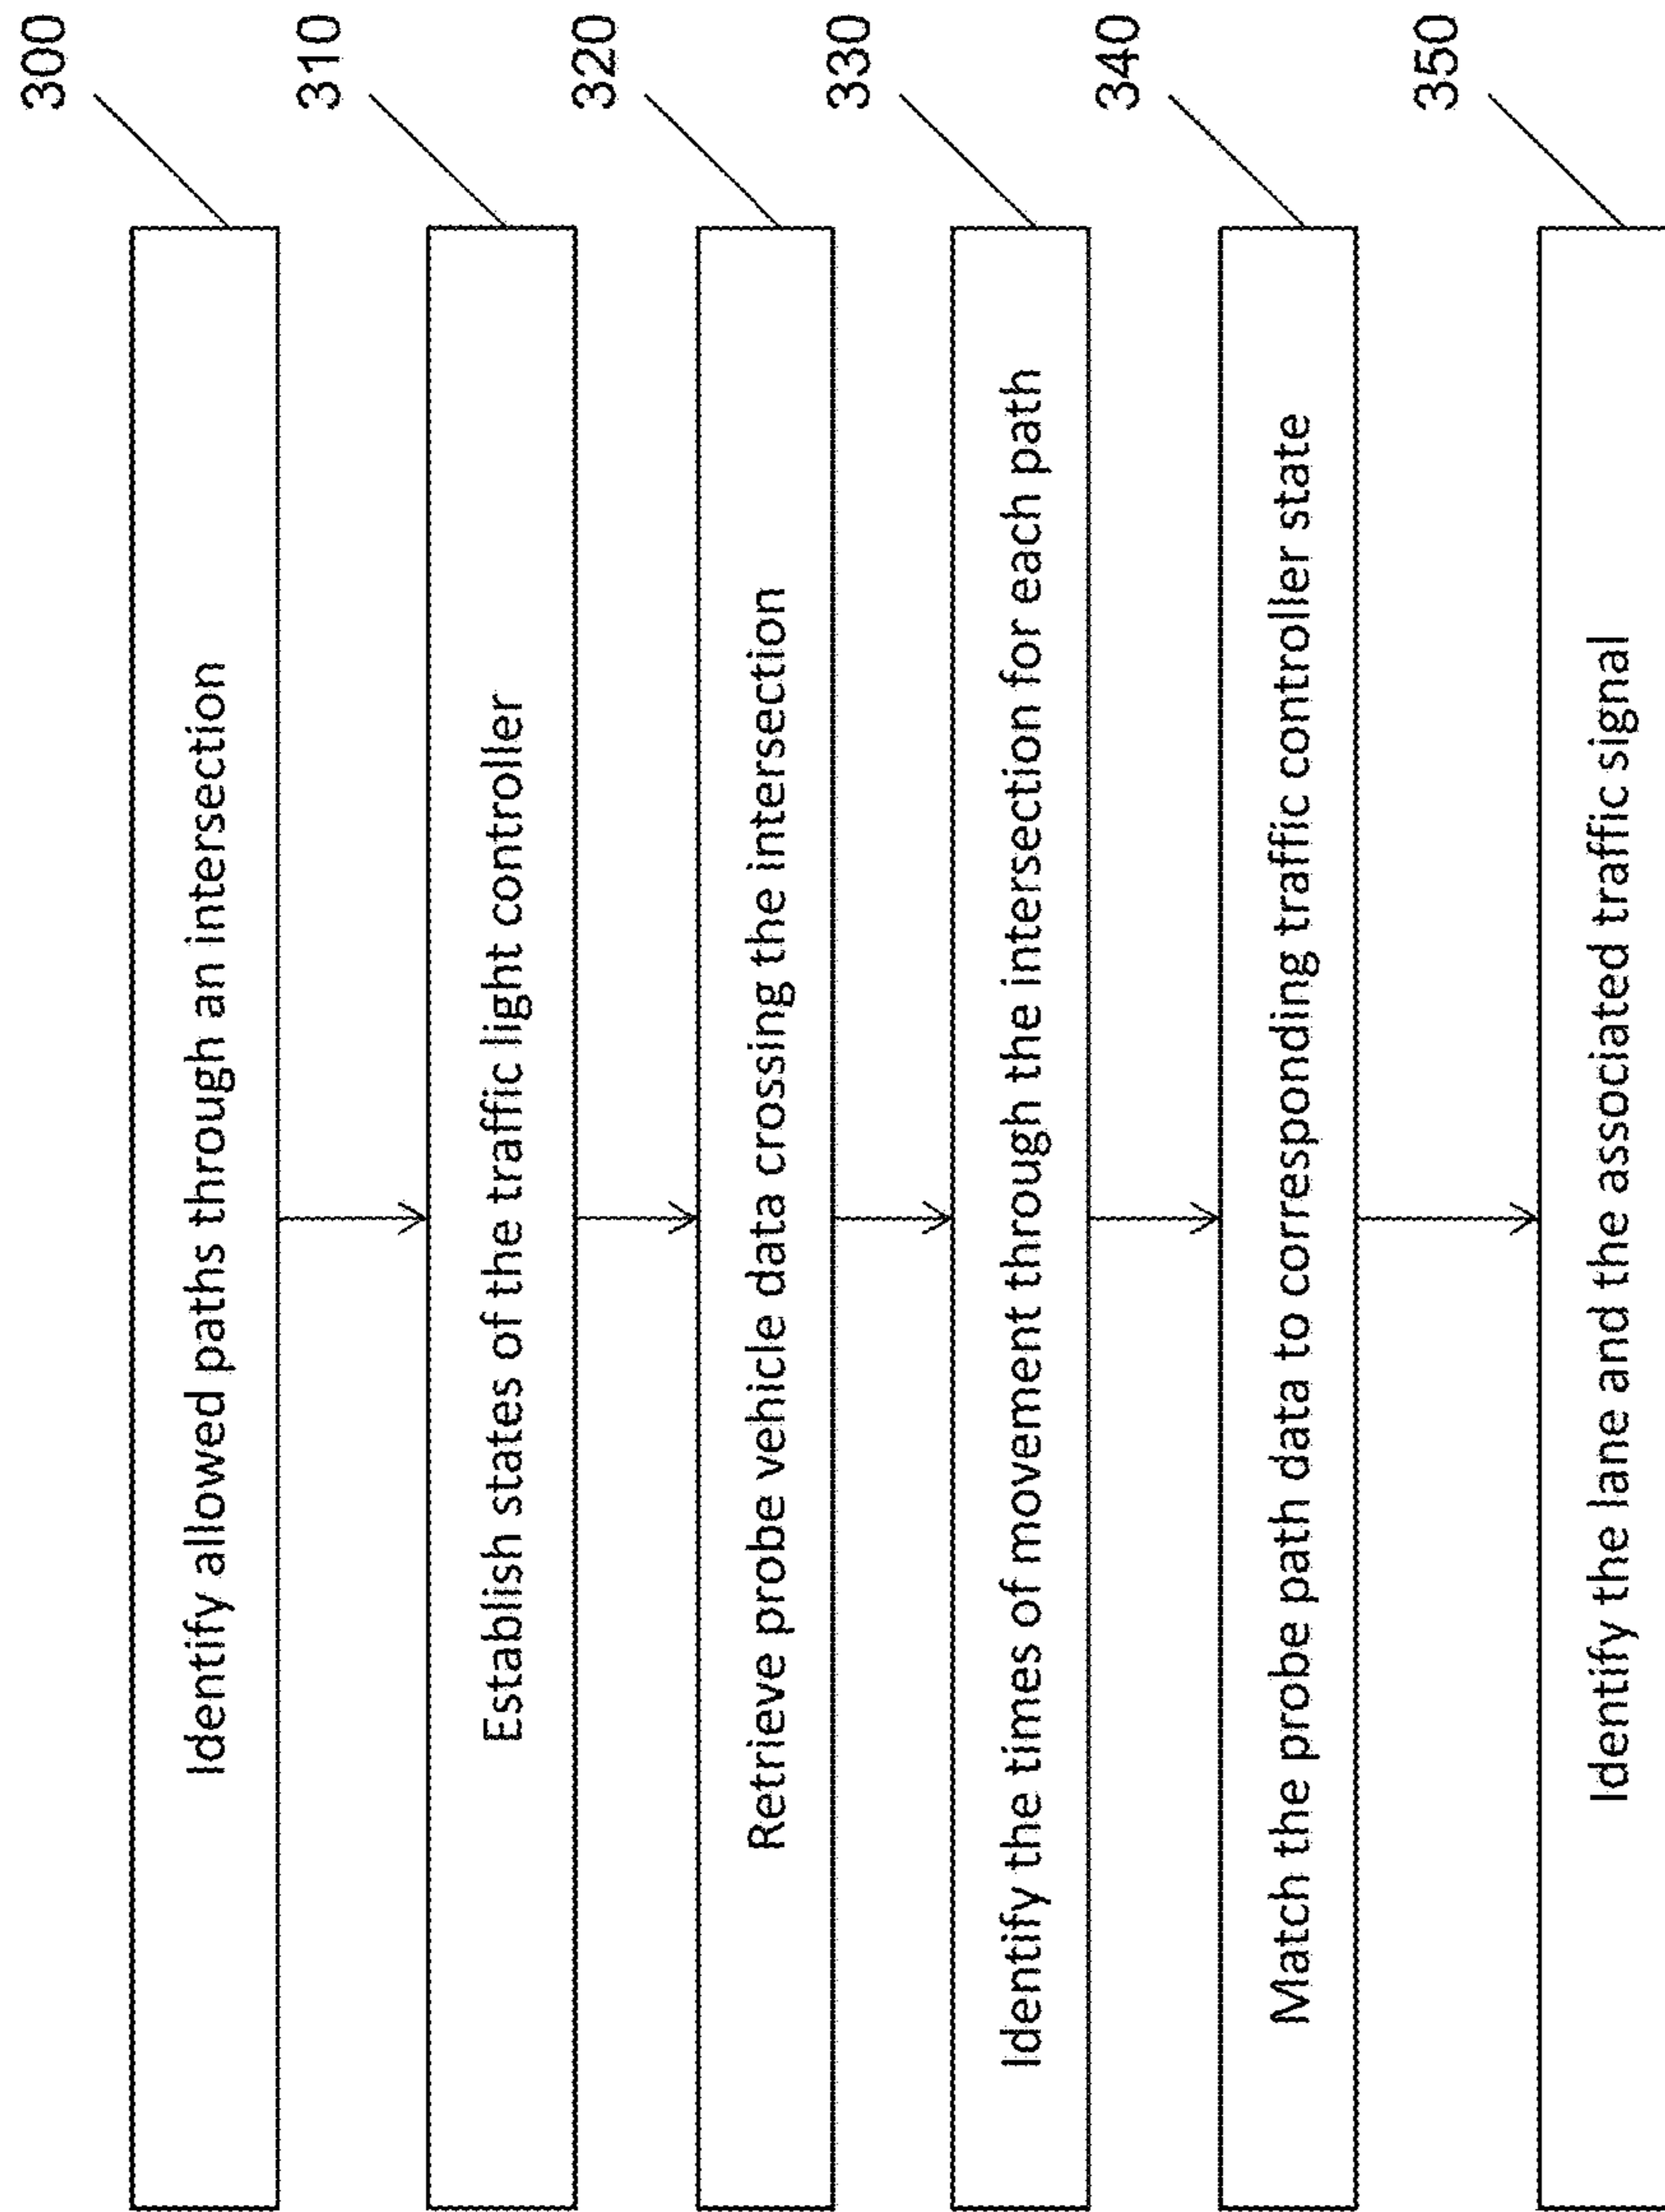 300
Identify allowed paths through an intersection
310
Establish states of the traffic light controller
320
Retrieve probe vehicle data crossing the intersection
330
Identify the times of movement through the intersection for each path
340
Match the probe path data to corresponding traffic controller state
350
Identify the lane and the associated traffic signal